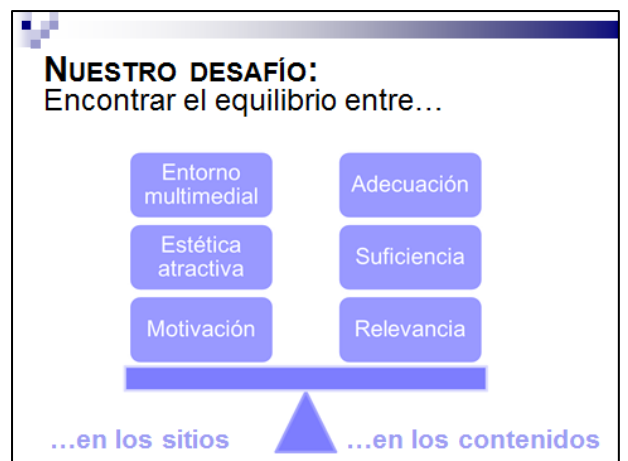 NUESTRO DESAFÍO:
Encontrar el equilibrio entre…
Entorno
multimedial
Adecuación
Estética
atractiva
Suficiencia
Motivación
Relevancia
…en los sitios
…en los contenidos